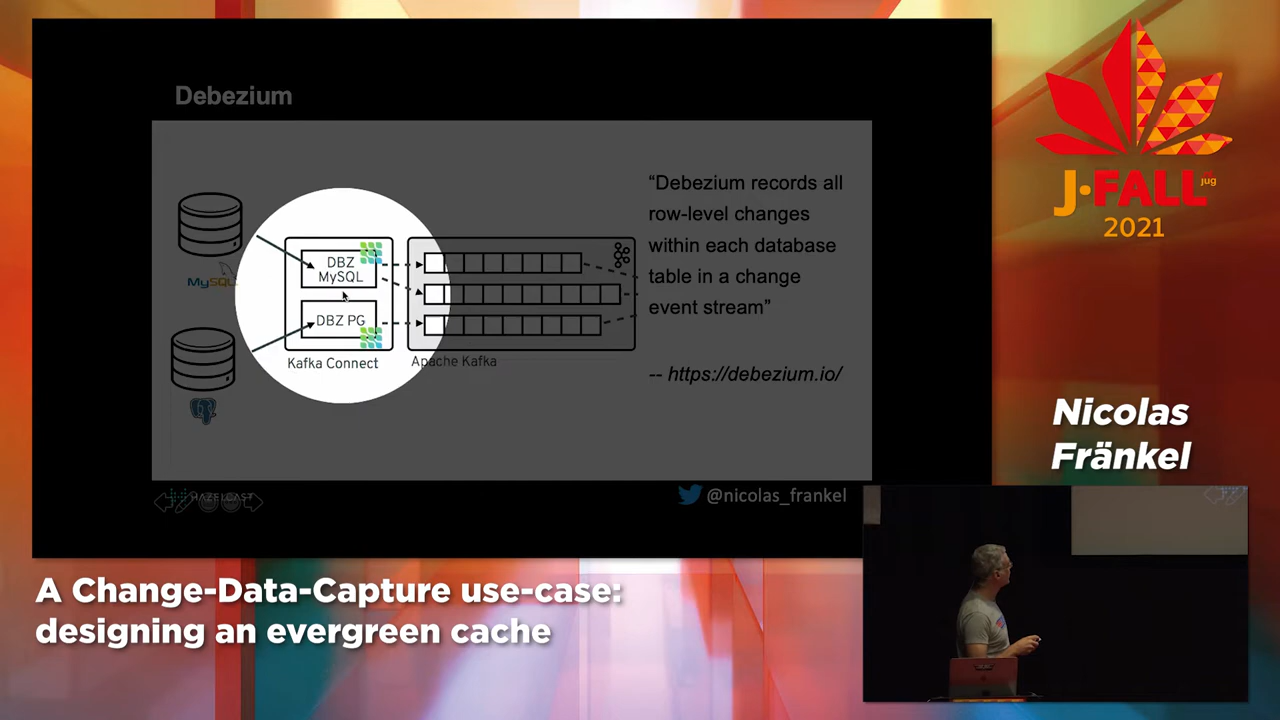 Debezium
MySQL
DBZ
MySQL
DBZ PG
Kafka Connect
Apache Kafka
“Debezium records all
row-level changes
within each database
table in a change
event stream”
-- https://debezium.io/
HAZELCAST
@nicolas_frankel
J•FALL
jug
2021
Nicolas
Fränkel
A Change-Data-Capture use-case:
designing an evergreen cache